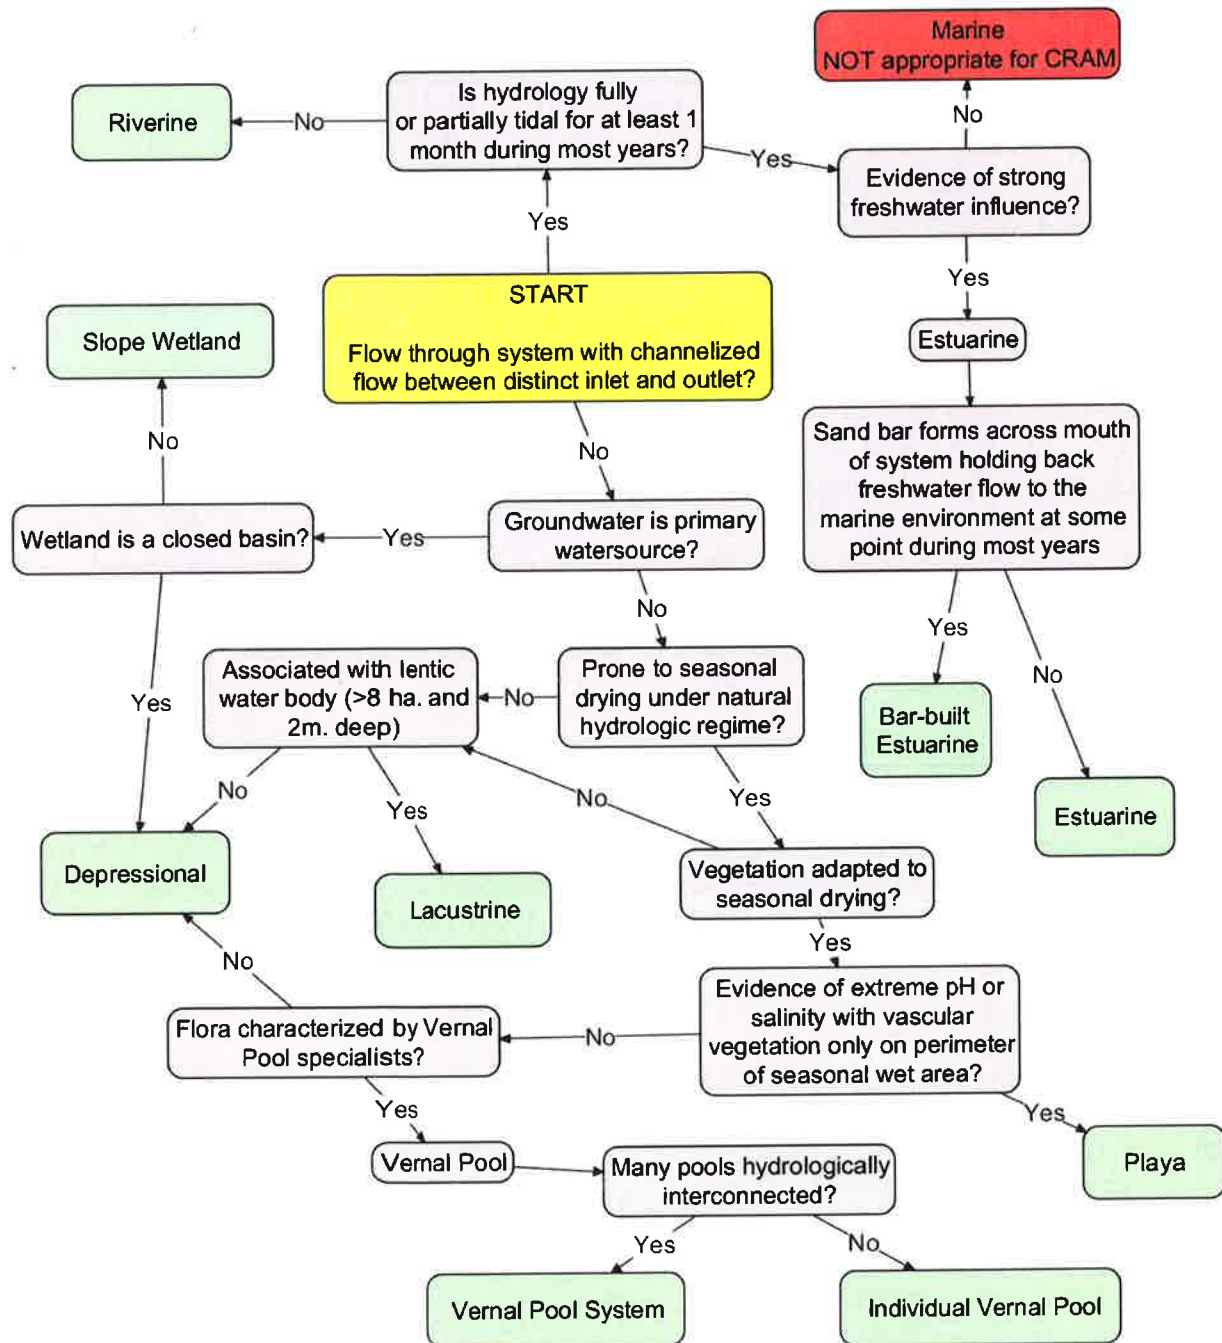 Marine
NOT appropriate for CRAM
Is hydrology fully
or partially tidal for at least 1
month during most years?
Riverine
No
No
Yes
Evidence of strong
freshwater influence?
Yes
Yes
START
Flow through system with channelized
flow between distinct inlet and outlet?
Slope Wetland
Estuarine
No
No
Sand bar forms across mouth
of system holding back
freshwater flow to the
marine environment at some
point during most years
Wetland is a closed basin?
Yes
Groundwater is primary
watersource?
No
Yes
No
Yes
Associated with lentic
water body (>8 ha. and
2m. deep)
No
Prone to seasonal
drying under natural
hydrologic regime?
Bar-built
Estuarine
No
Yes
No
Yes
Estuarine
Depressional
Lacustrine
Vegetation adapted to
seasonal drying?
Yes
No
Flora characterized by Vernal
Pool specialists?
No
Evidence of extreme pH or
salinity with vascular
vegetation only on perimeter
of seasonal wet area?
Yes
Yes
Vernal Pool
Many pools hydrologically
interconnected?
Playa
Yes
No
Vernal Pool System
Individual Vernal Pool